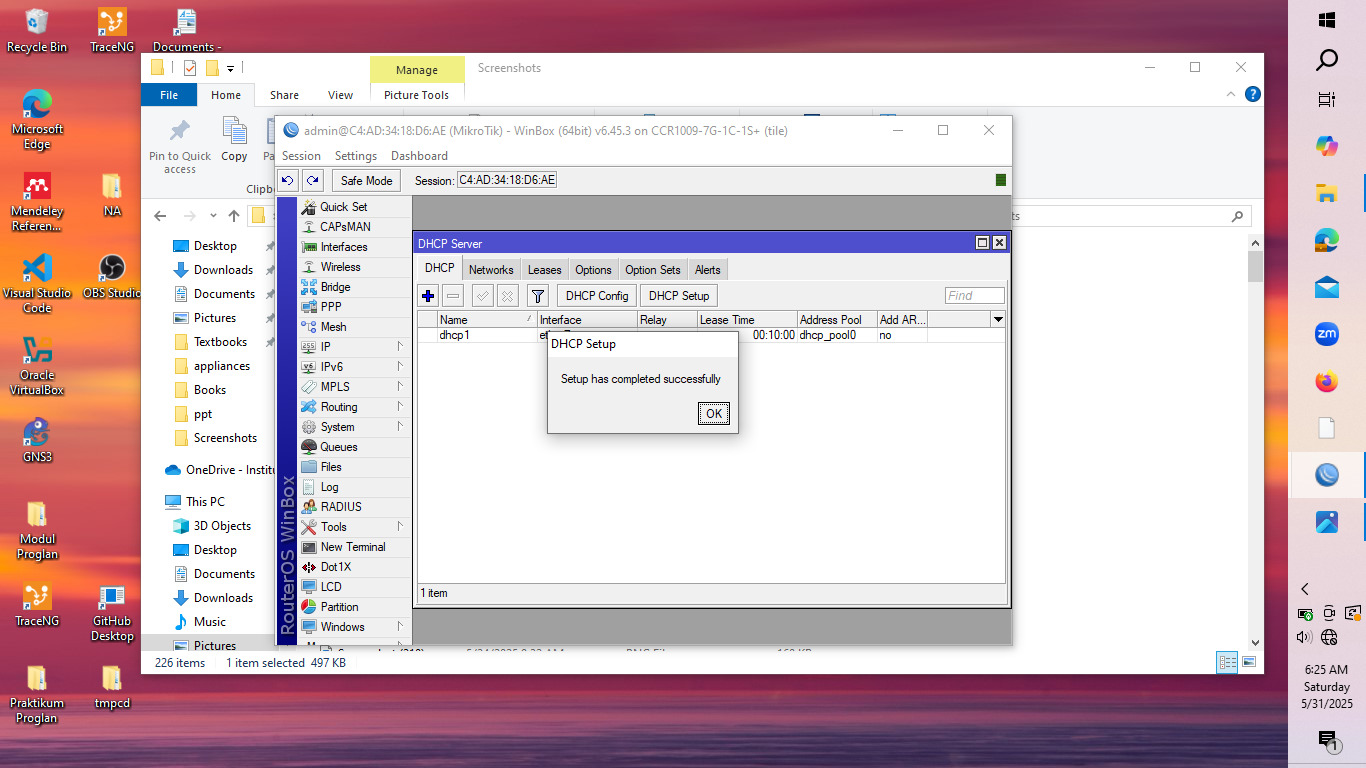 Recycle Bin
TraceNG
Documents -
Microsoft
Edge
Mendeley
Referen...
NA
Visual Studio
Code
OBS Studio
Oracle
VirtualBox
GNS3
Modul
Proglan
TraceNG
GitHub
Desktop
Praktikum
Proglan
tmpcd
Manage
Screenshots
File
Home
Share
View
Picture Tools
Pin to Quick
access
Copy
Pa
Clipb
Desktop
Downloads
Documents
Pictures
Textbooks
appliances
Books
ppt
Screenshots
OneDrive - Institu
This PC
3D Objects
Desktop
Documents
Downloads
Music
Pictures
226 items
1 item selected 497 KB
admin@C4:AD:34:18:D6:AE (MikroTik) - WinBox (64bit) v6.45.3 on CCR1009-7G-1C-1S+ (tile)
Session Settings Dashboard
Safe Mode
Session: C4:AD:34:18:D6:AE
RouterOS WinBox
Quick Set
CAPsMAN
Interfaces
Wireless
Bridge
PPP
Mesh
IP
IPv6
MPLS
Routing
System
Queues
Files
Log
RADIUS
Tools
New Terminal
Dot1X
LCD
Partition
Windows
DHCP Server
DHCP Networks Leases Options Option Sets Alerts
DHCP Config DHCP Setup Find
Name Interface Relay Lease Time Address Pool Add AR...
dhcp1 00:10:00 dhcp_pool0 no
DHCP Setup
Setup has completed successfully
OK
1 item
6:25 AM
Saturday
5/31/2025
1